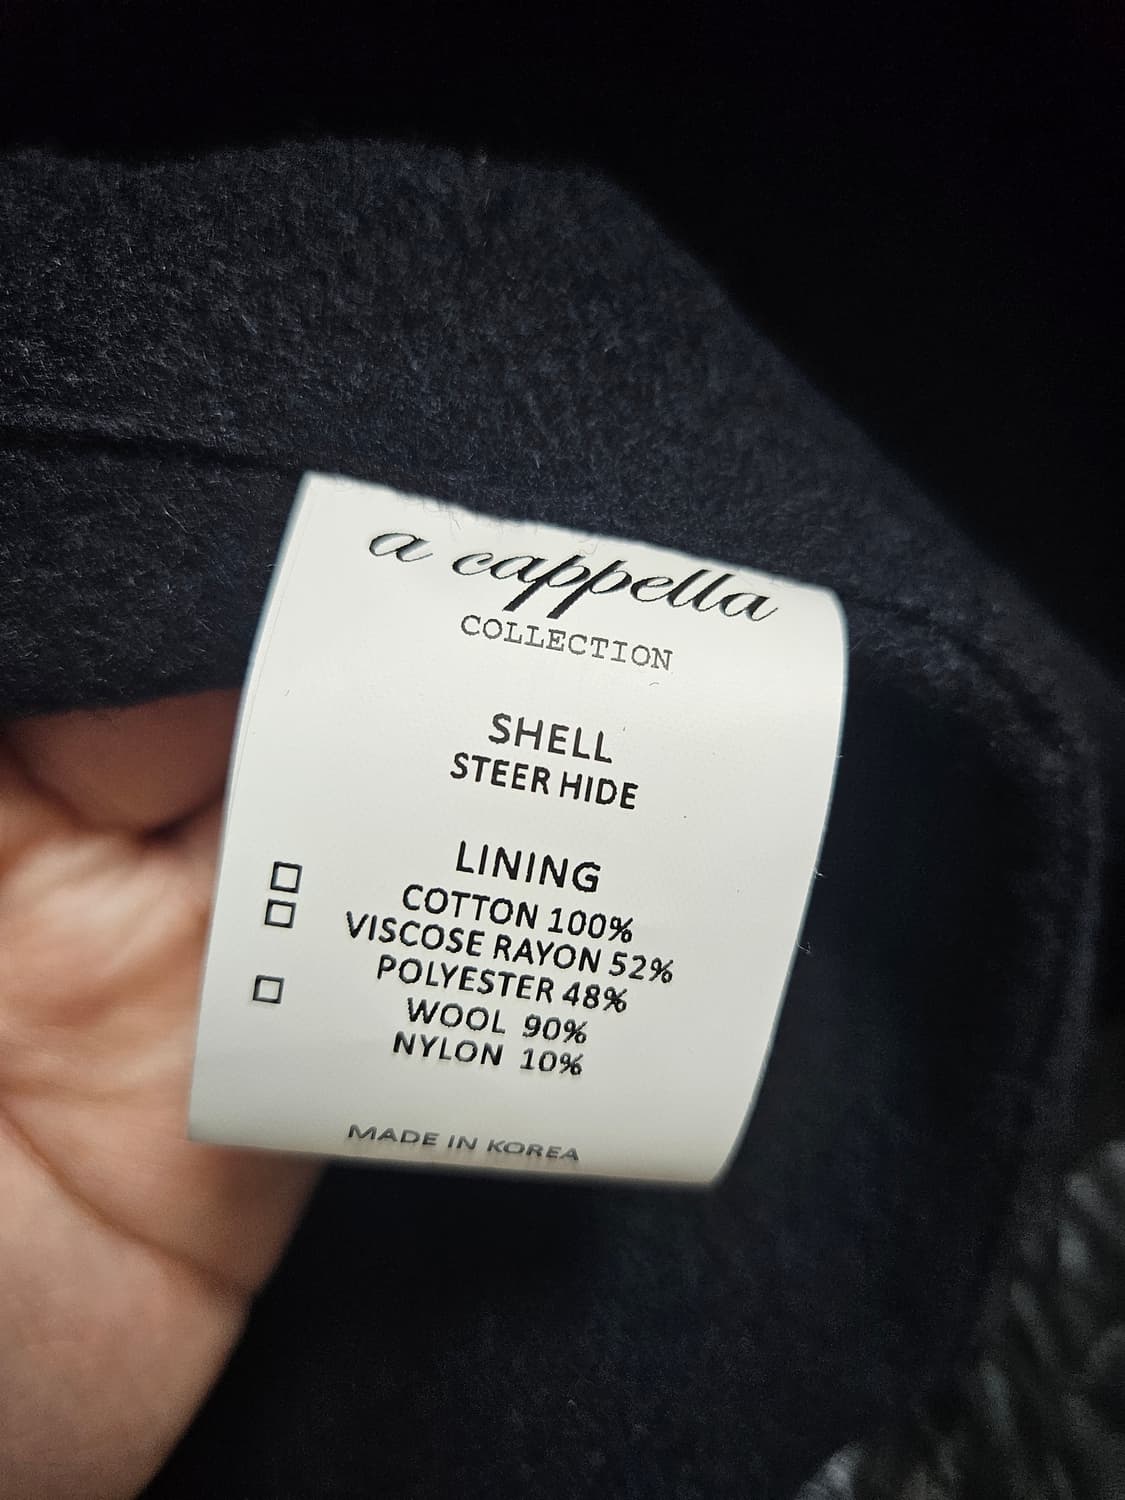 a cappella
COLLECTION
SHELL
STEER HIDE
LINING
☐ COTTON 100%
☐ VISCOSE RAYON 52%
POLYESTER 48%
☐ WOOL 90%
NYLON 10%
MADE IN KOREA